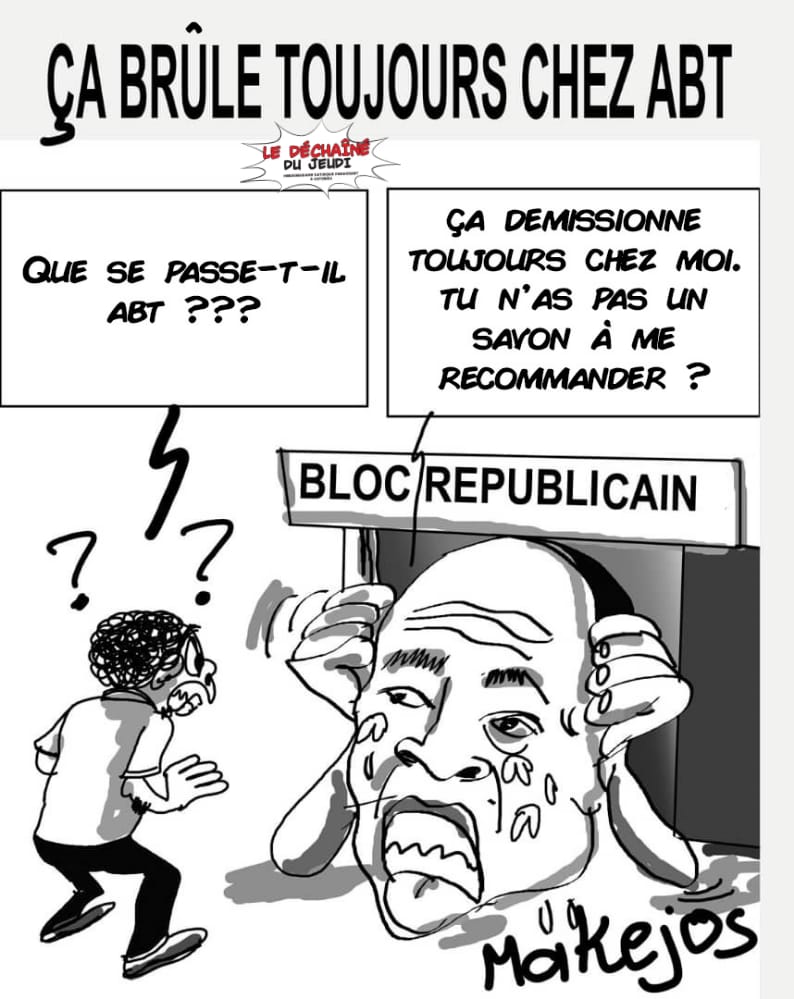 ÇA BRÛLE TOUJOURS CHEZ ABT
LE DÉCHAÎNÉ
DU JEUDI
QUE SE PASSE-T-IL
ABT ???
ÇA DEMISSIONNE
TOUJOURS CHEZ MOI.
TU N'AS PAS UN
SAVON À ME
RECOMMANDER ?
BLOC REPUBLICAIN
? ?
Makejos